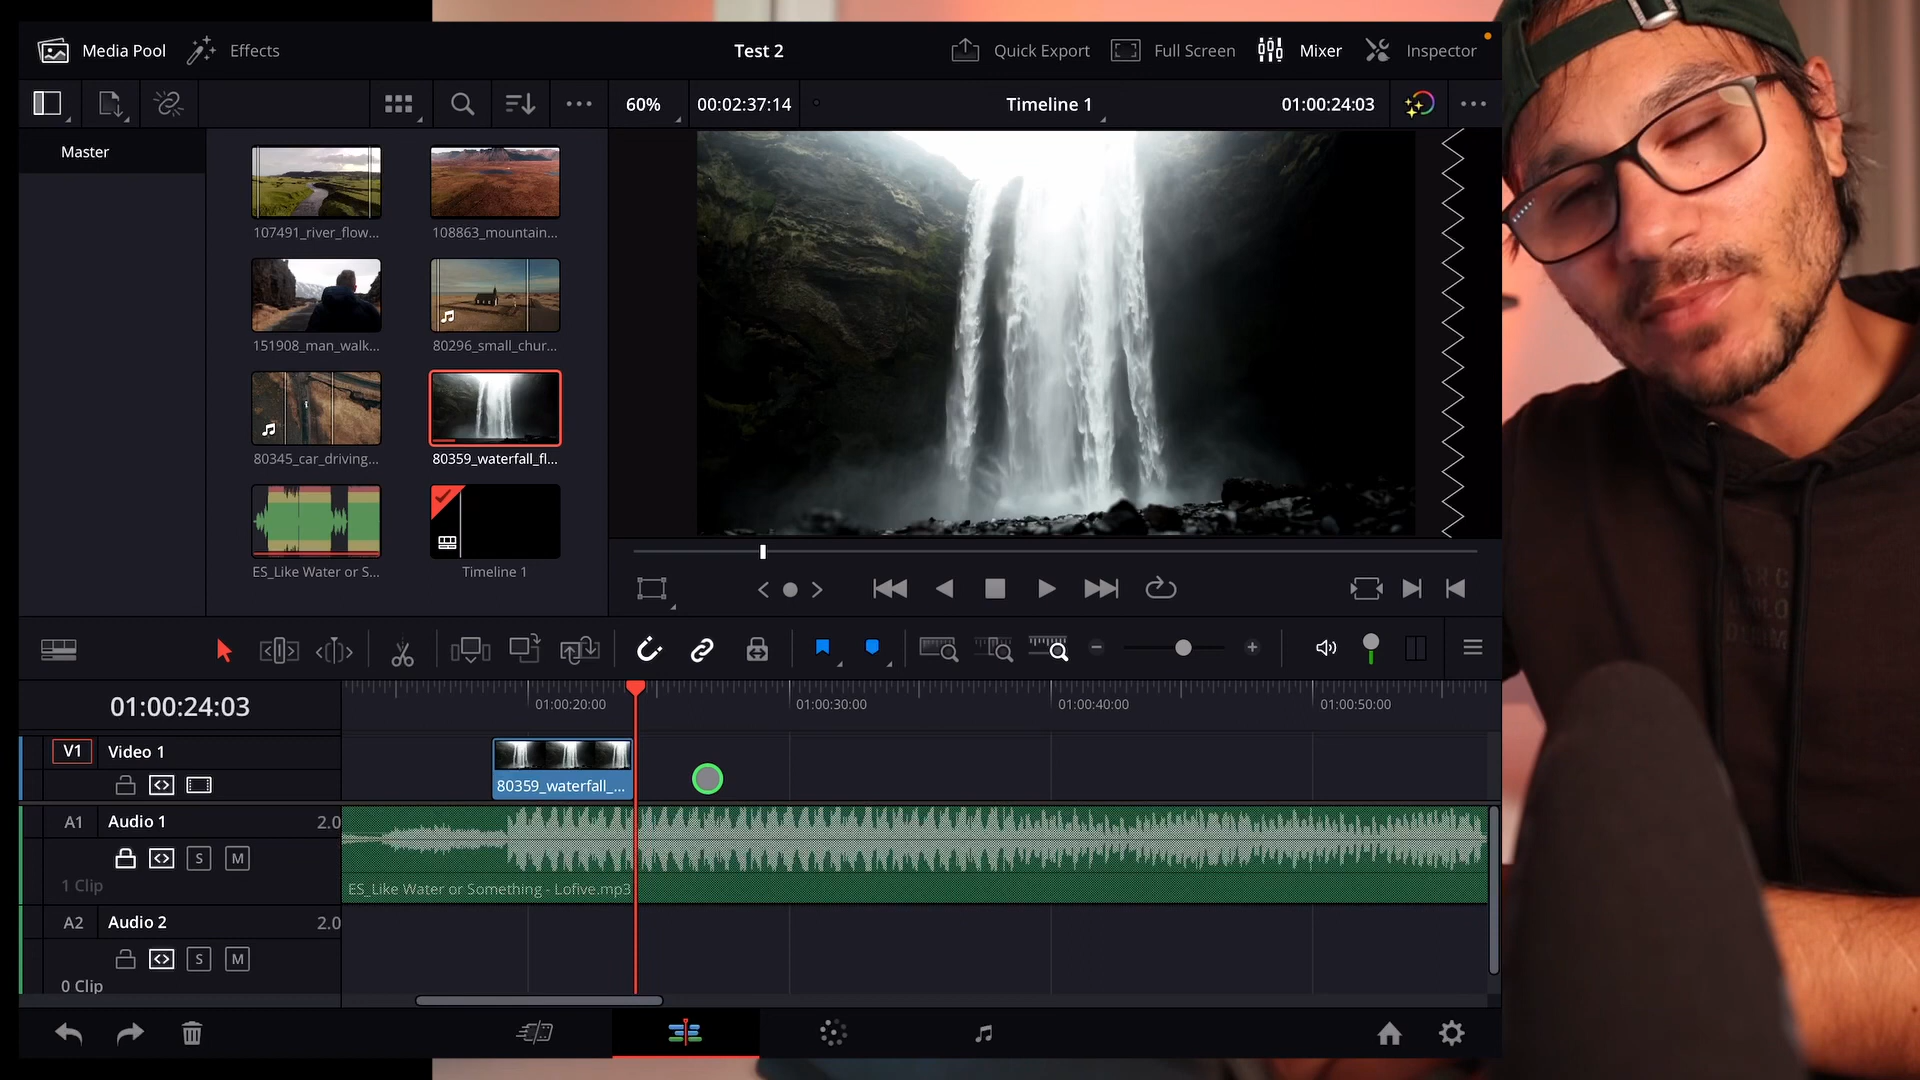 Media Pool Effects Test 2 Quick Export Full Screen Mixer Inspector
60% 00:02:37:14 Timeline 1 01:00:24:03
Master
107491_river_flow... 108863_mountain...
151908_man_walk... 80296_small_chur...
80345_car_driving... 80359_waterfall_fl...
ES_Like Water or S... Timeline 1
01:00:24:03 01:00:20:00 01:00:30:00 01:00:40:00 01:00:50:00
V1 Video 1
80359_waterfall_...
A1 Audio 1 2.0
S M
1 Clip ES_Like Water or Something - Lofive.mp3
A2 Audio 2 2.0
S M
0 Clip